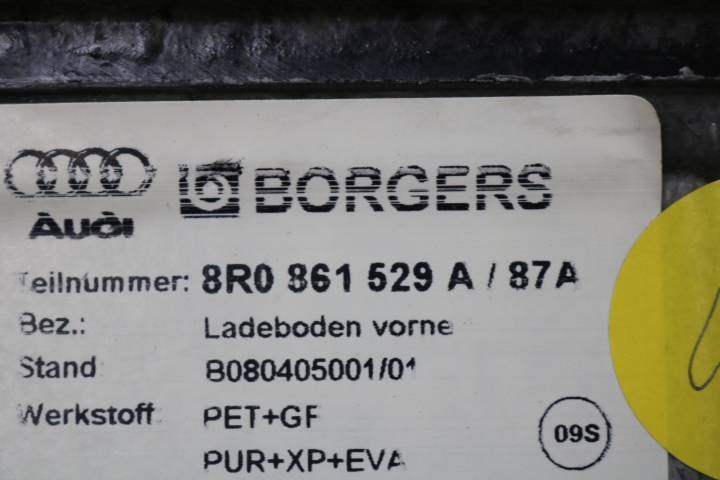 Audi
BORGERS
Teilnummer: 8R0 861 529 A / 87A
Bez.: Ladeboden vorne
Stand B080405001/01
Werkstoff PET+GF
PUR+XP+EVA
09S